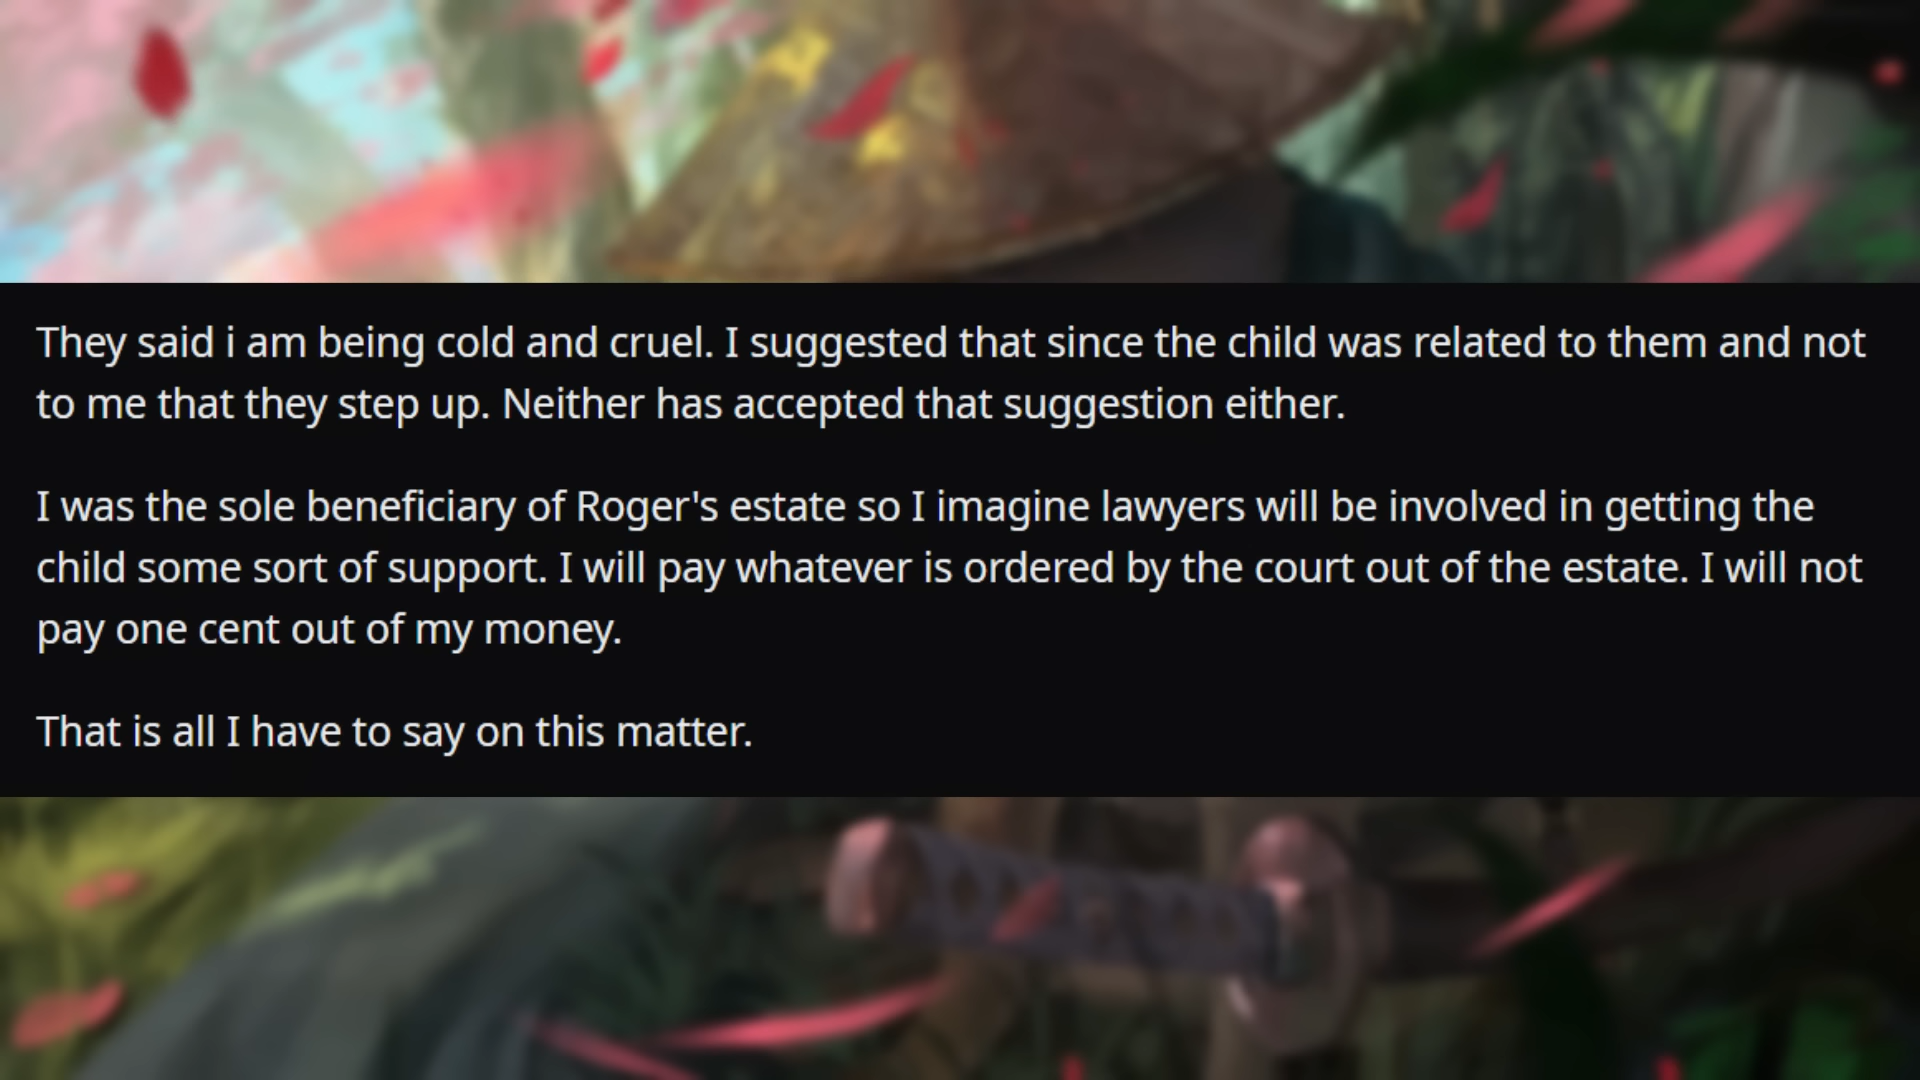 They said i am being cold and cruel. I suggested that since the child was related to them and not
to me that they step up. Neither has accepted that suggestion either.
I was the sole beneficiary of Roger's estate so I imagine lawyers will be involved in getting the
child some sort of support. I will pay whatever is ordered by the court out of the estate. I will not
pay one cent out of my money.
That is all I have to say on this matter.